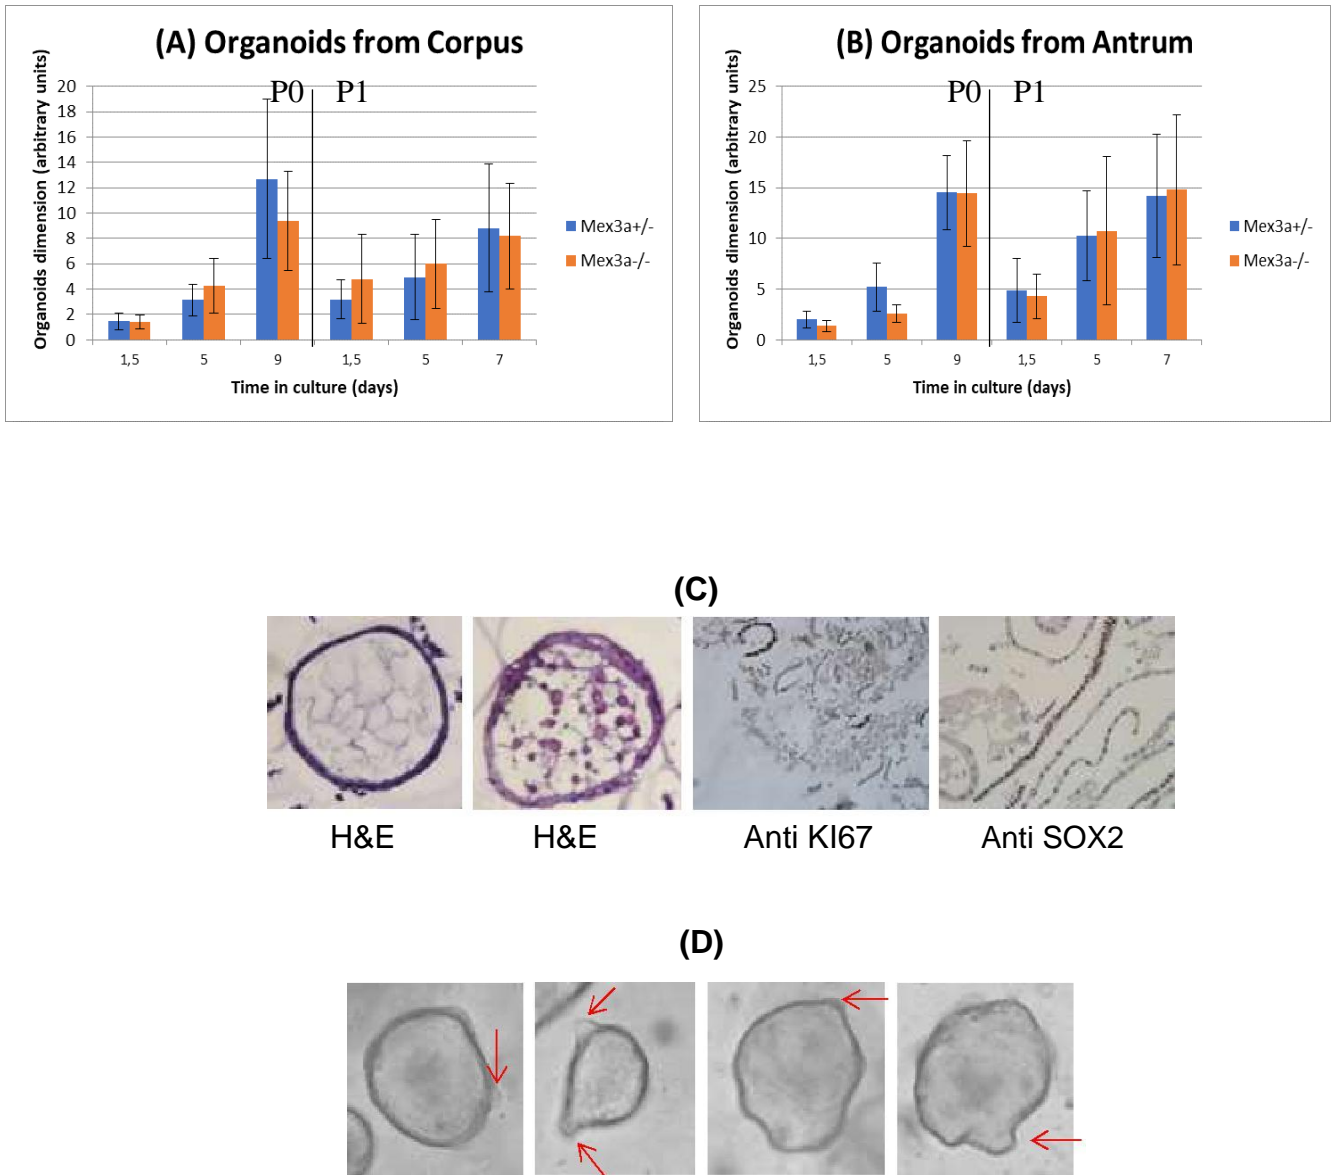 (A) Organoids from Corpus
Organoids dimension (arbitrary units)
20
18
16
14
12
10
8
6
4
2
0
P0 P1
1,5 5 9 1,5 5 7
Time in culture (days)
Mex3a+/-
Mex3a-/-
(B) Organoids from Antrum
Organoids dimension (arbitrary units)
25
20
15
10
5
0
P0 P1
1,5 5 9 1,5 5 7
Time in culture (days)
Mex3a+/-
Mex3a-/-
(C)
H&E H&E Anti KI67 Anti SOX2
(D)